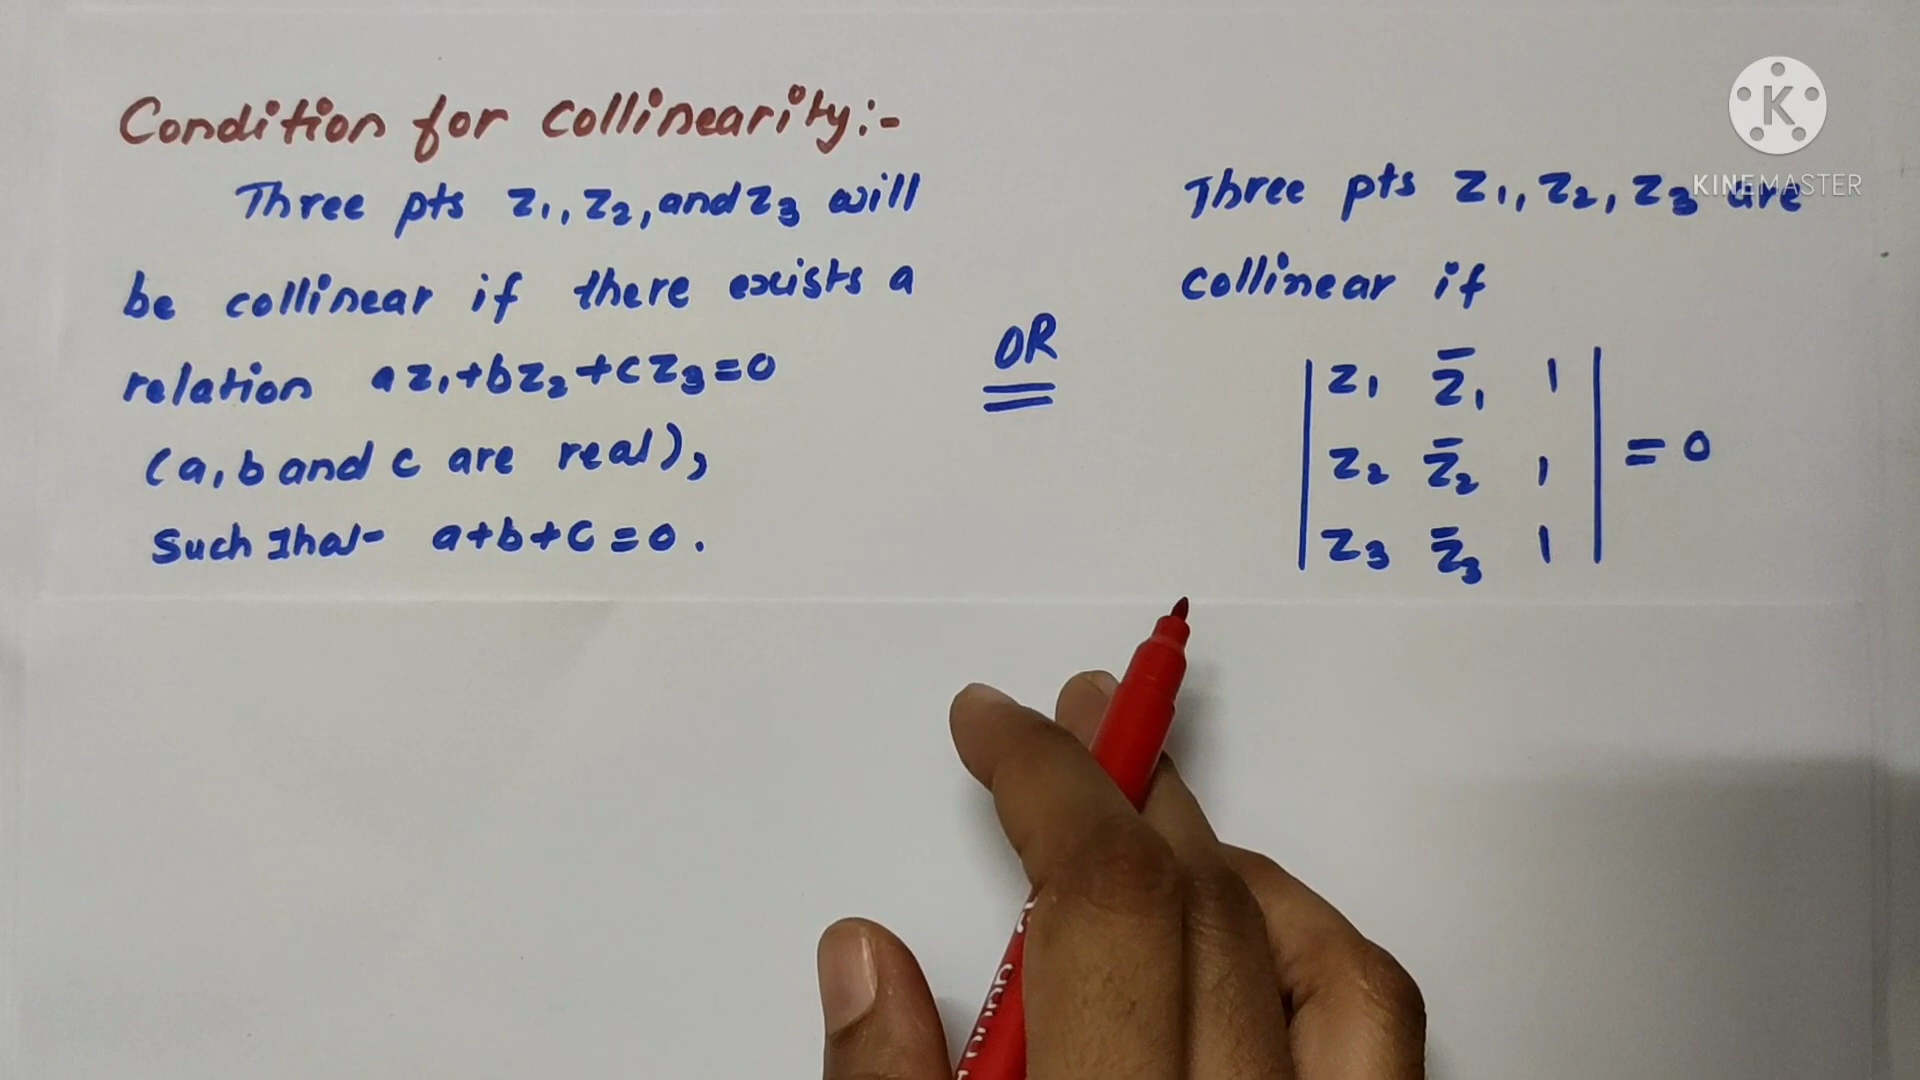 Condition for Collinearity:-
Three pts z₁, z₂, and z₃ will
be collinear if there exists a
relation az₁+bz₂+cz₃=0
(a, b and c are real),
Such that a+b+c=0.
OR
Three pts z₁, z₂, z₃ are
collinear if
| z₁ z̄₁ 1 |
| z₂ z̄₂ 1 | = 0
| z₃ z̄₃ 1 |
K
KINEMASTER